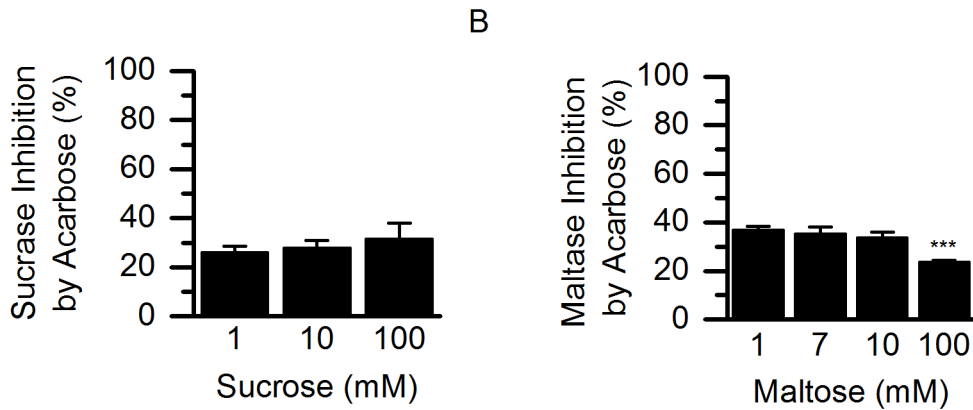 B
Sucrase Inhibition
by Acarbose (%)
100
80
60
40
20
0
1 10 100
Sucrose (mM)
Maltase Inhibition
by Acarbose (%)
100
80
60
40
20
0
***
1 7 10 100
Maltose (mM)